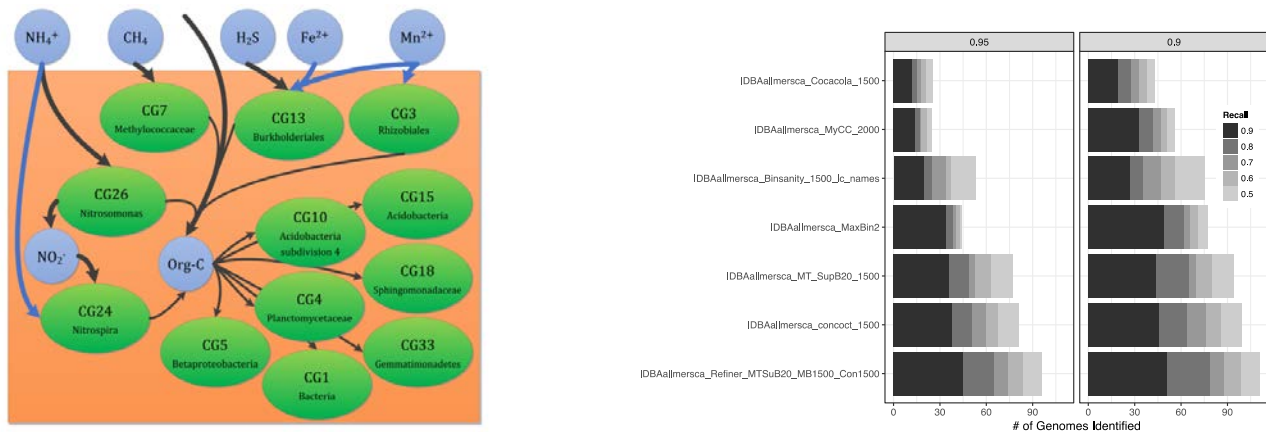 NH₄⁺
CH₄
H₂S
Fe²⁺
Mn²⁺
CG7
Methylococcaceae
CG13
Burkholderiales
CG3
Rhizobiales
CG26
Nitrosomonas
CG10
Acidobacteria
subdivision 4
CG15
Acidobacteria
NO₂⁻
Org-C
CG18
Sphingomonadaceae
CG24
Nitrospira
CG4
Planctomycetaceae
CG5
Betaproteobacteria
CG1
Bacteria
CG33
Gemmatimonadetes
0.95
0.9
IDBAallmersca_Cocacola_1500
IDBAallmersca_MyCC_2000
IDBAallmersca_Binsanity_1500_lc_names
IDBAallmersca_MaxBin2
IDBAallmersca_MT_SupB20_1500
IDBAallmersca_concoct_1500
IDBAallmersca_Refiner_MTSuB20_MB1500_Con1500
Recall
0.9
0.8
0.7
0.6
0.5
0 30 60 90 0 30 60 90
# of Genomes Identified